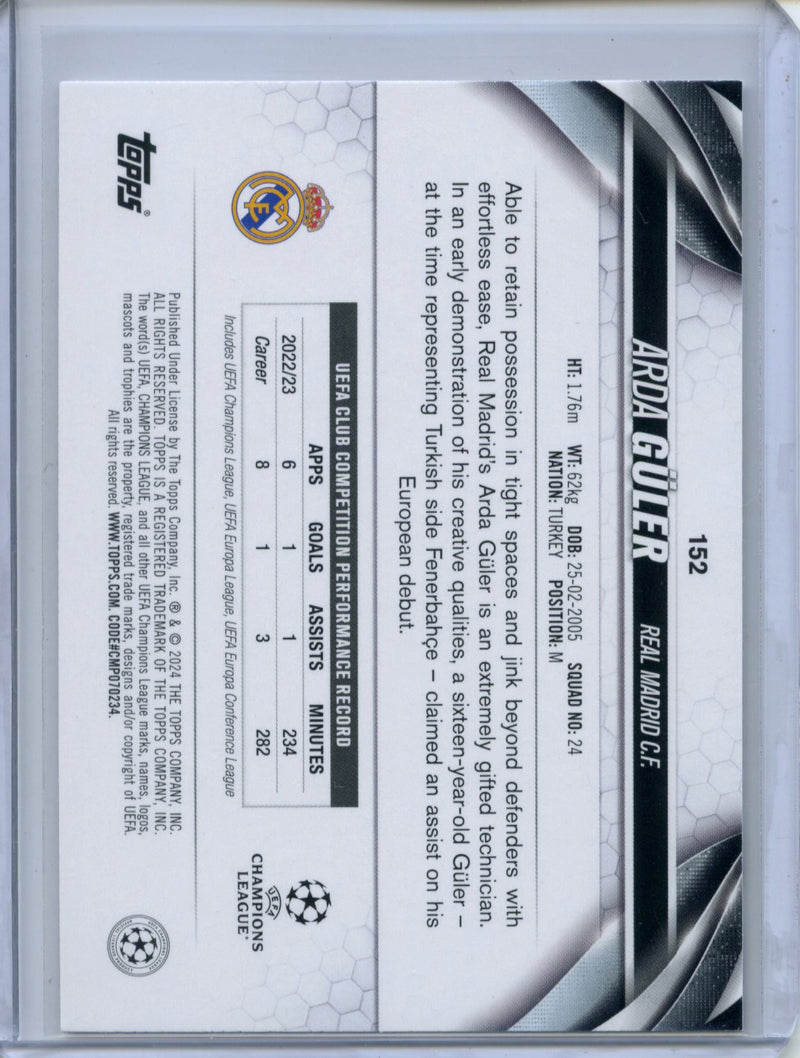 152
ARDA GÜLER REAL MADRID C.F.
HT: 1.76m WT: 62kg DOB: 25-02-2005 SQUAD NO: 24
NATION: TURKEY POSITION: M
Able to retain possession in tight spaces and jink beyond defenders with
effortless ease, Real Madrid's Arda Güler is an extremely gifted technician.
In an early demonstration of his creative qualities, a sixteen-year-old Güler –
at the time representing Turkish side Fenerbahçe – claimed an assist on his
European debut.
UEFA CLUB COMPETITION PERFORMANCE RECORD
APPS GOALS ASSISTS MINUTES
2022/23 6 1 1 234
Career 8 1 3 282
Includes UEFA Champions League, UEFA Europa League, UEFA Europa Conference League
UEFA
CHAMPIONS
LEAGUE®
topps®
Published Under License by The Topps Company, Inc. ® & © 2024 THE TOPPS COMPANY, INC.
ALL RIGHTS RESERVED. TOPPS IS A REGISTERED TRADEMARK OF THE TOPPS COMPANY, INC.
The word(s) UEFA, CHAMPIONS LEAGUE, and all other UEFA Champions League marks, names, logos,
mascots and trophies are the property, registered trade marks, designs and/or copyright of UEFA.
All rights reserved. WWW.TOPPS.COM. CODE#CMP070234.